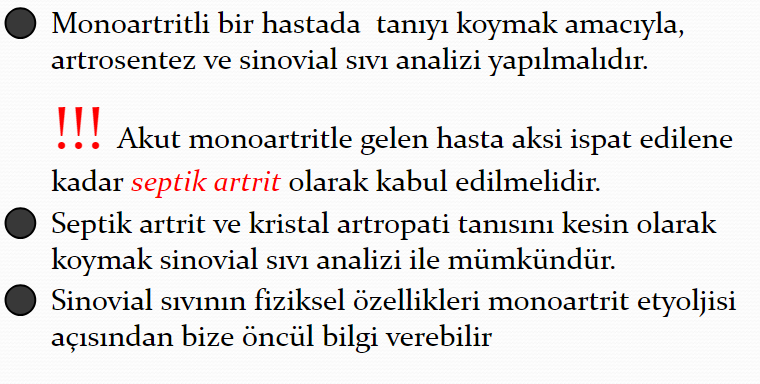 Monoartritli bir hastada tanıyı koymak amacıyla,
artrosentez ve sinovial sıvı analizi yapılmalıdır.
!!! Akut monoartritle gelen hasta aksi ispat edilene
kadar septik artrit olarak kabul edilmelidir.
Septik artrit ve kristal artropati tanısını kesin olarak
koymak sinovial sıvı analizi ile mümkündür.
Sinovial sıvının fiziksel özellikleri monoartrit etyoljisi
açısından bize öncül bilgi verebilir